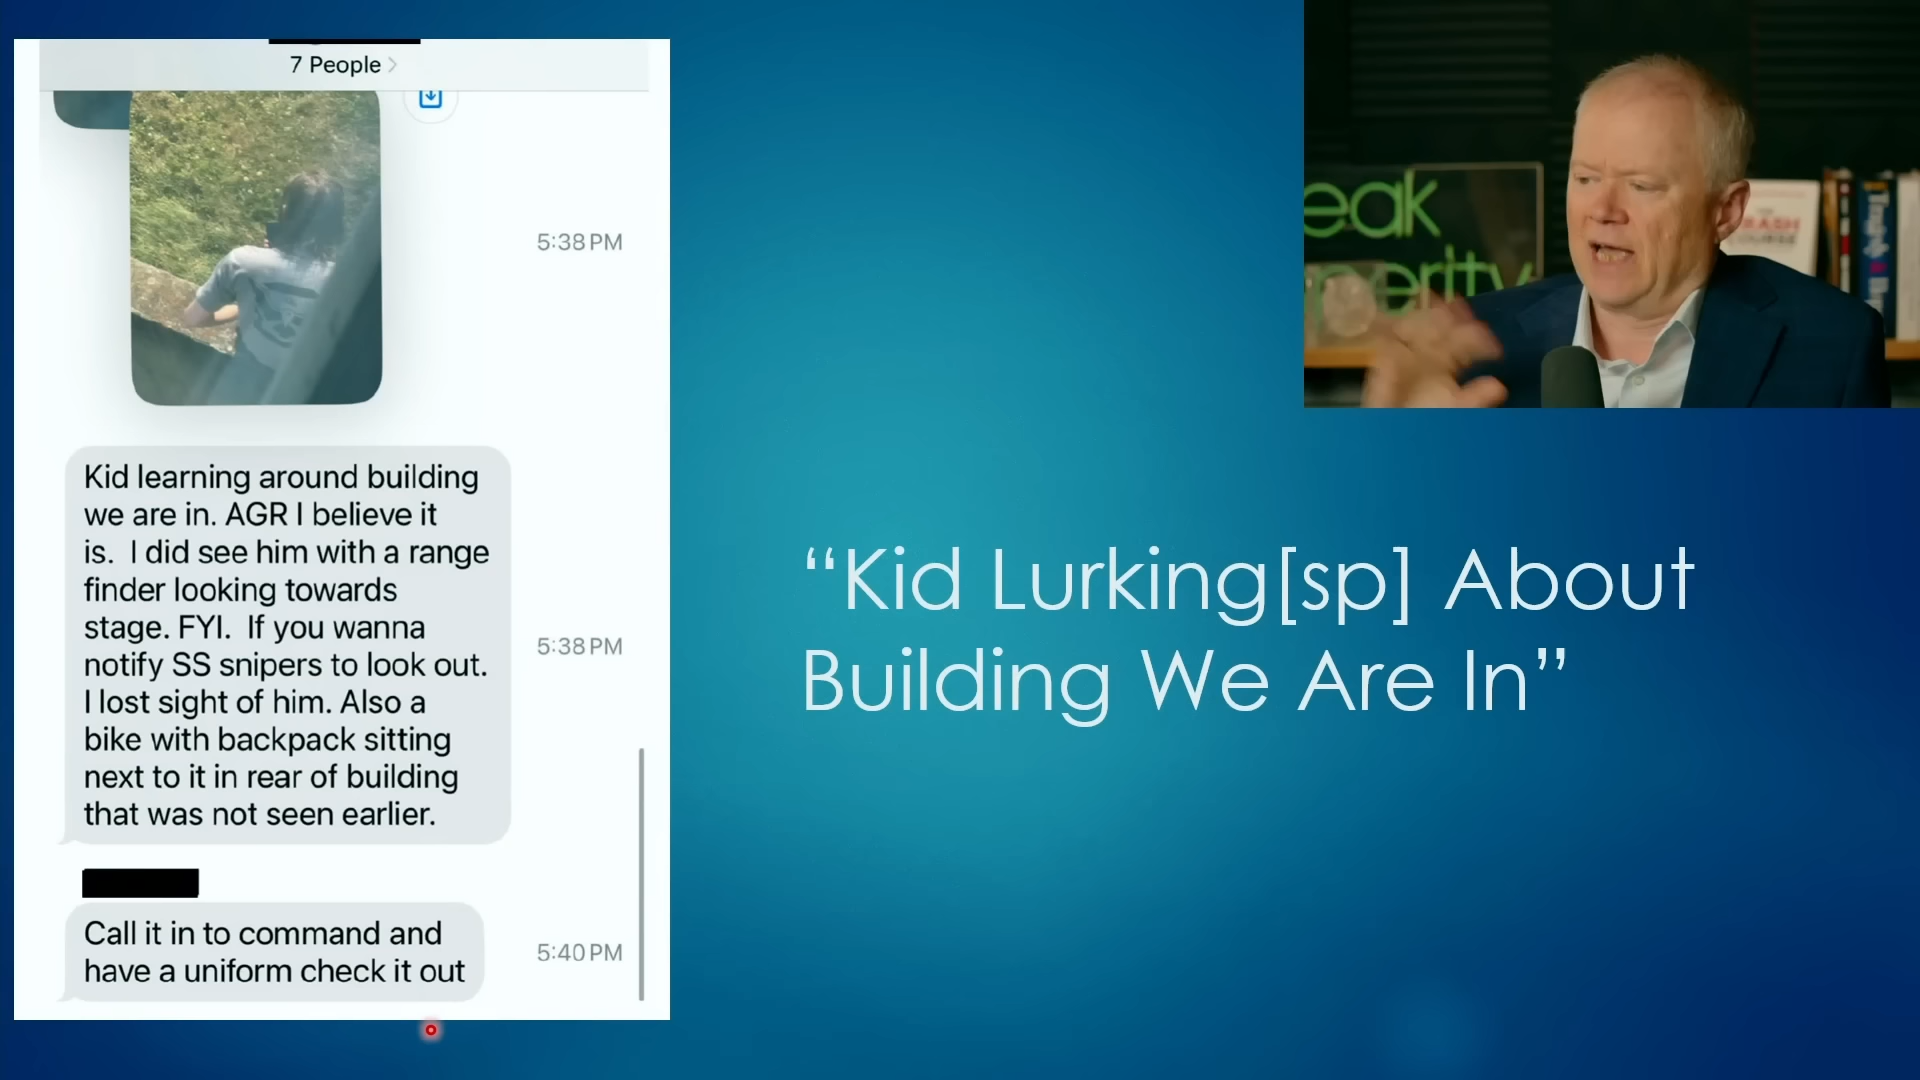 7 People >
5:38 PM
Kid learning around building
we are in. AGR I believe it
is.  I did see him with a range
finder looking towards
stage. FYI.  If you wanna
notify SS snipers to look out.
I lost sight of him. Also a
bike with backpack sitting
next to it in rear of building
that was not seen earlier.
5:38 PM
Call it in to command and
have a uniform check it out
5:40 PM
“Kid Lurking[sp] About
Building We Are In”
eak
erity
CRASH
COURSE